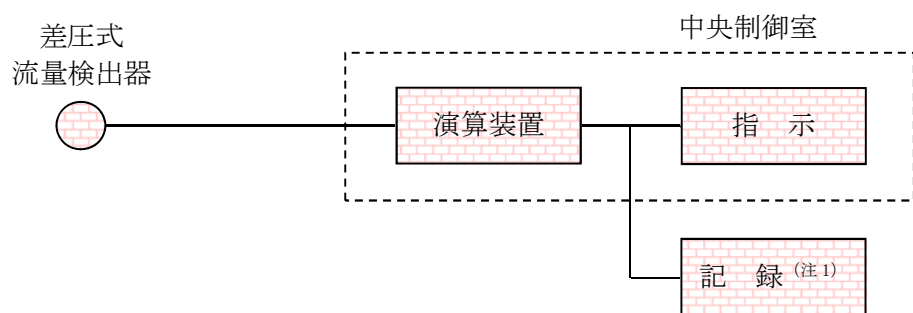 中央制御室
差圧式
流量検出器
演算装置
指 示
記 録 (注1)